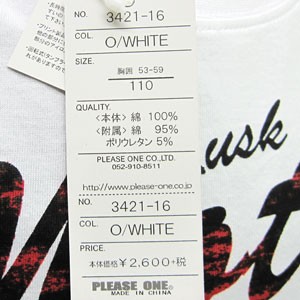 NO. 3421-16
COL. O/WHITE
SIZE.
胸囲 53-59
110
QUALITY.
〈本体〉綿 100%
〈附属〉綿 95%
ポリウレタン 5%
PLEASE ONE CO.,LTD.
052-910-8511
http://www.please-one.co.jp
NO. 3421-16
COL. O/WHITE
PRICE.
本体価格 ¥2,600+税
PLEASE ONE®
MADE IN CHINA
usk